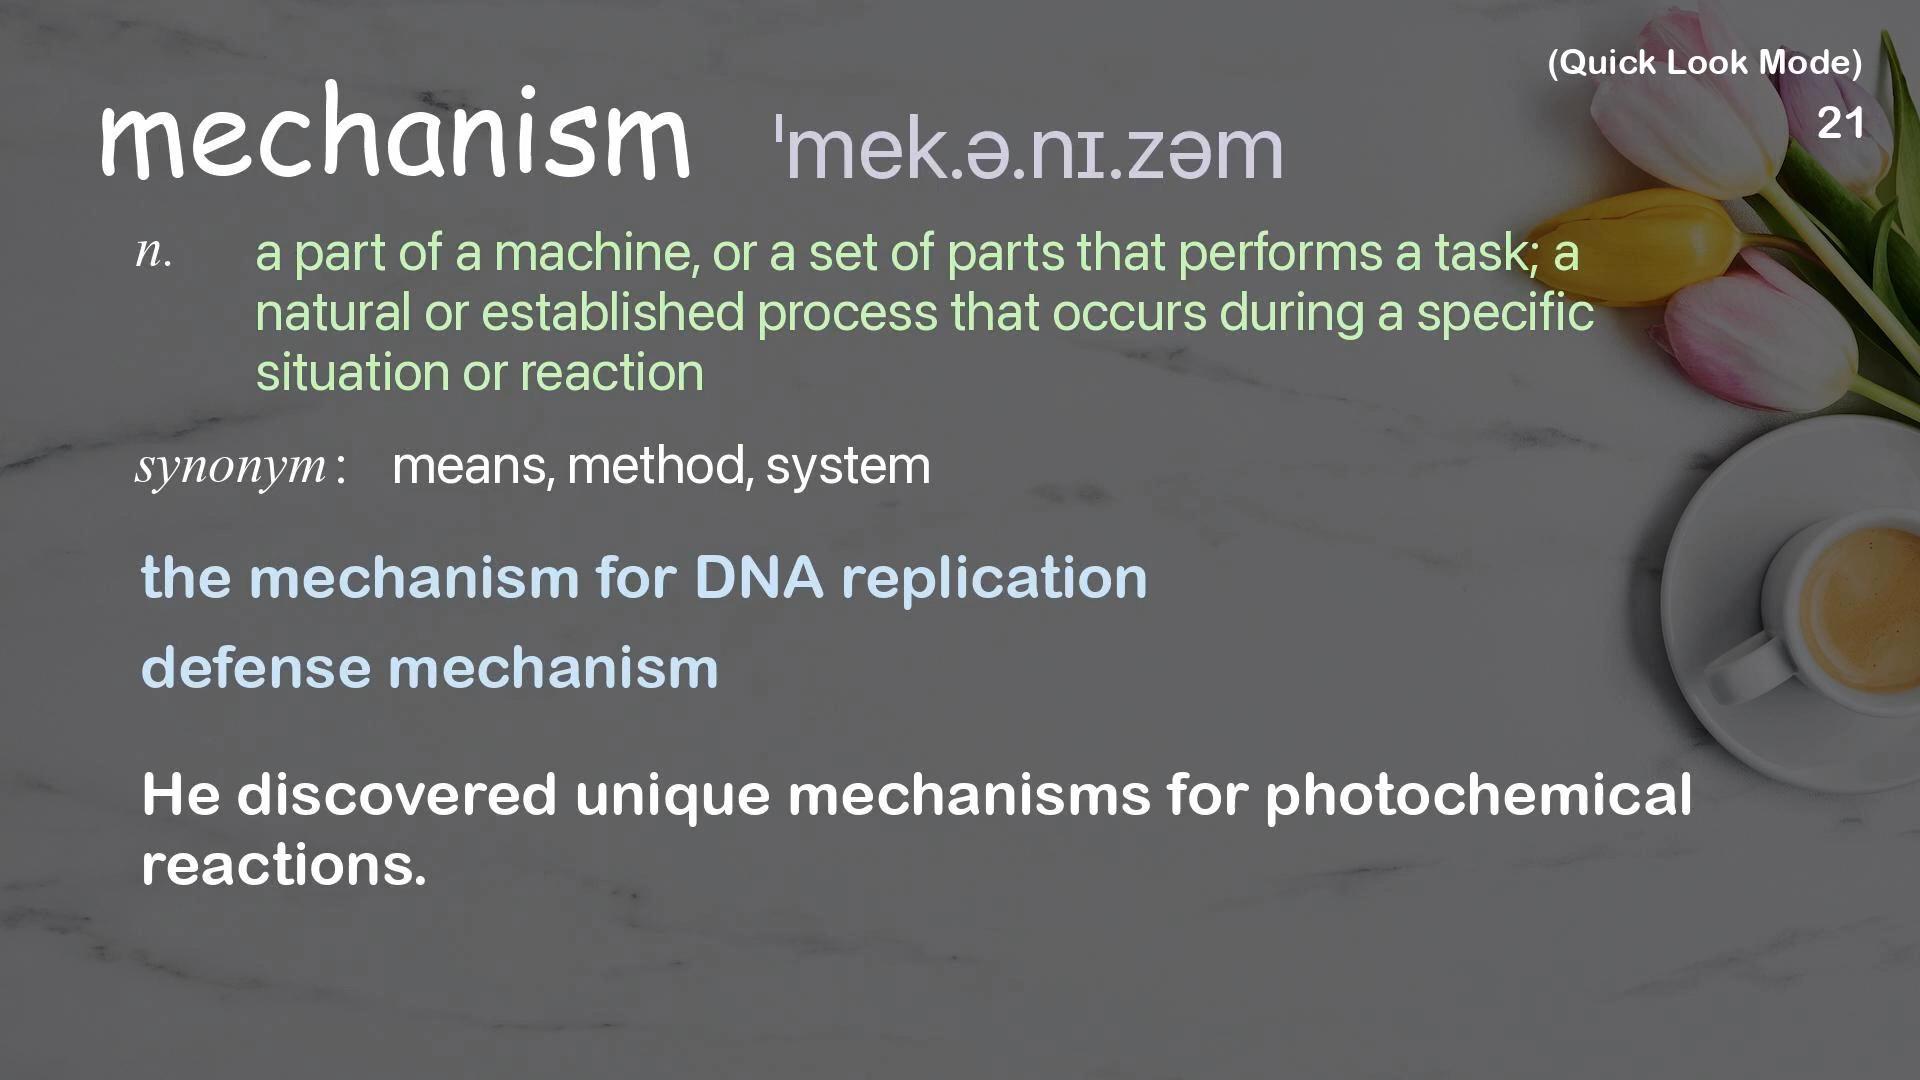 (Quick Look Mode)
21
mechanism ˈmek.ə.nɪ.zəm
n. a part of a machine, or a set of parts that performs a task; a
natural or established process that occurs during a specific
situation or reaction
synonym : means, method, system
the mechanism for DNA replication
defense mechanism
He discovered unique mechanisms for photochemical
reactions.